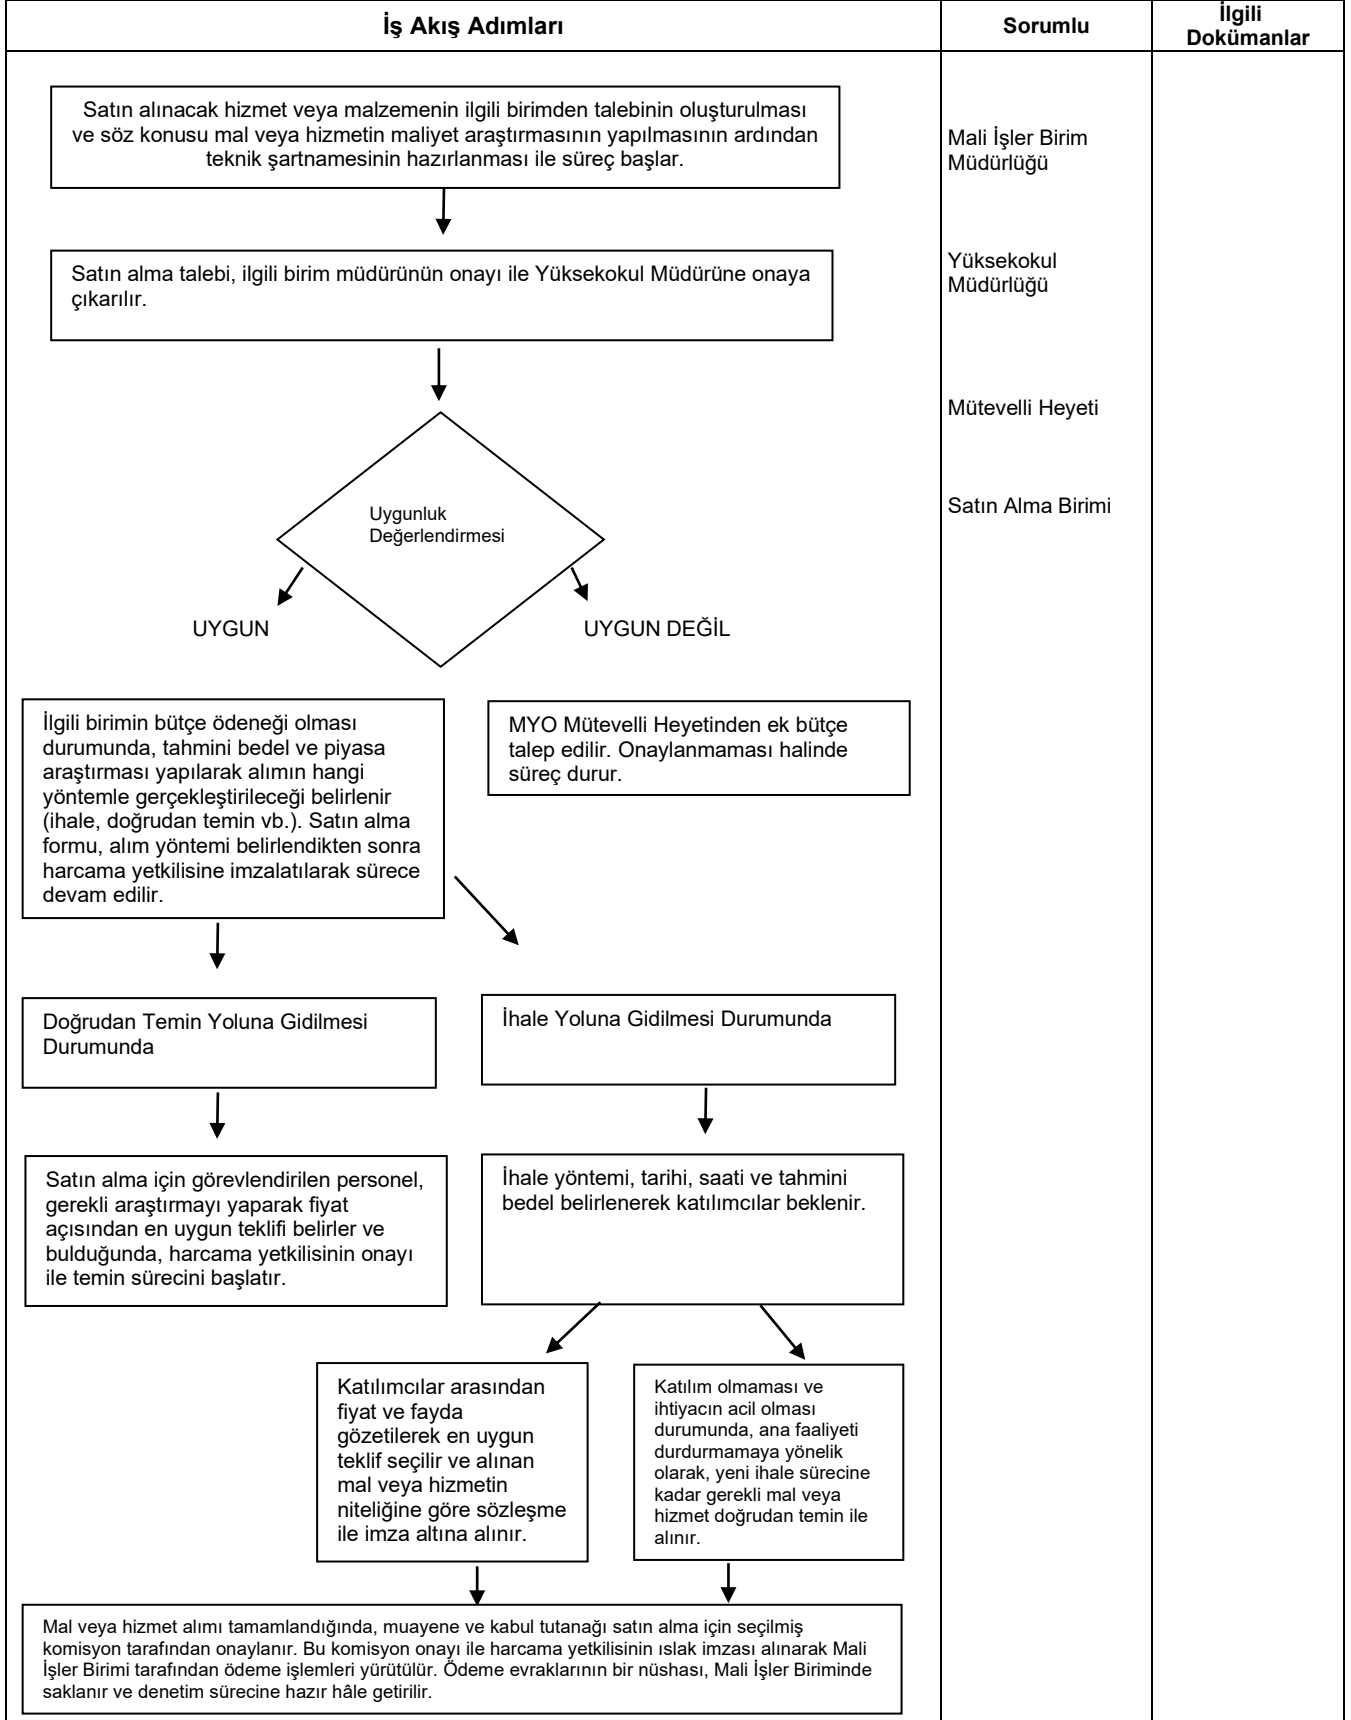 İş Akış Adımları
Sorumlu
İlgili
Dokümanlar
Satın alınacak hizmet veya malzemenin ilgili birimden talebinin oluşturulması
ve söz konusu mal veya hizmetin maliyet araştırmasının yapılmasının ardından
teknik şartnamesinin hazırlanması ile süreç başlar.
Mali İşler Birim
Müdürlüğü
Satın alma talebi, ilgili birim müdürünün onayı ile Yüksekokul Müdürüne onaya
çıkarılır.
Yüksekokul
Müdürlüğü
Mütevelli Heyeti
Satın Alma Birimi
Uygunluk
Değerlendirmesi
UYGUN
UYGUN DEĞİL
İlgili birimin bütçe ödeneği olması
durumunda, tahmini bedel ve piyasa
araştırması yapılarak alımın hangi
yöntemle gerçekleştirileceği belirlenir
(ihale, doğrudan temin vb.). Satın alma
formu, alım yöntemi belirlendikten sonra
harcama yetkilisine imzalatılarak sürece
devam edilir.
MYO Mütevelli Heyetinden ek bütçe
talep edilir. Onaylanmaması halinde
süreç durur.
Doğrudan Temin Yoluna Gidilmesi
Durumunda
İhale Yoluna Gidilmesi Durumunda
Satın alma için görevlendirilen personel,
gerekli araştırmayı yaparak fiyat
açısından en uygun teklifi belirler ve
bulduğunda, harcama yetkilisinin onayı
ile temin sürecini başlatır.
İhale yöntemi, tarihi, saati ve tahmini
bedel belirlenerek katılımcılar beklenir.
Katılımcılar arasından
fiyat ve fayda
gözetilerek en uygun
teklif seçilir ve alınan
mal veya hizmetin
niteliğine göre sözleşme
ile imza altına alınır.
Katılım olmaması ve
ihtiyacın acil olması
durumunda, ana faaliyeti
durdurmamaya yönelik
olarak, yeni ihale sürecine
kadar gerekli mal veya
hizmet doğrudan temin ile
alınır.
Mal veya hizmet alımı tamamlandığında, muayene ve kabul tutanağı satın alma için seçilmiş
komisyon tarafından onaylanır. Bu komisyon onayı ile harcama yetkilisinin ıslak imzası alınarak Mali
İşler Birimi tarafından ödeme işlemleri yürütülür. Ödeme evraklarının bir nüshası, Mali İşler Biriminde
saklanır ve denetim sürecine hazır hâle getirilir.